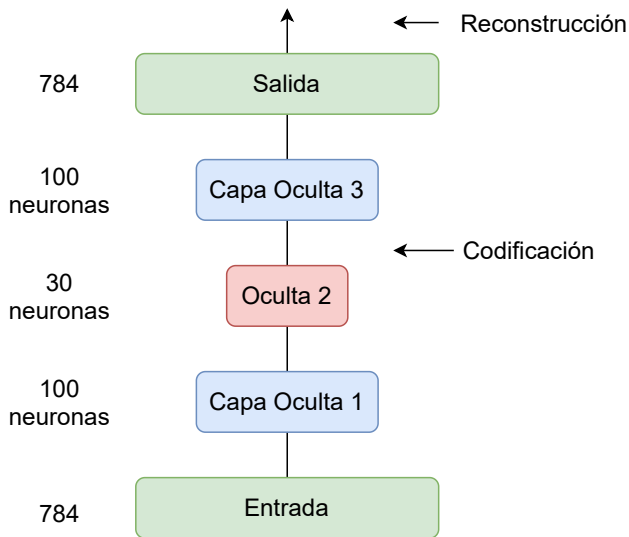 Reconstrucción
784
Salida
100
neuronas
Capa Oculta 3
Codificación
30
neuronas
Oculta 2
100
neuronas
Capa Oculta 1
784
Entrada